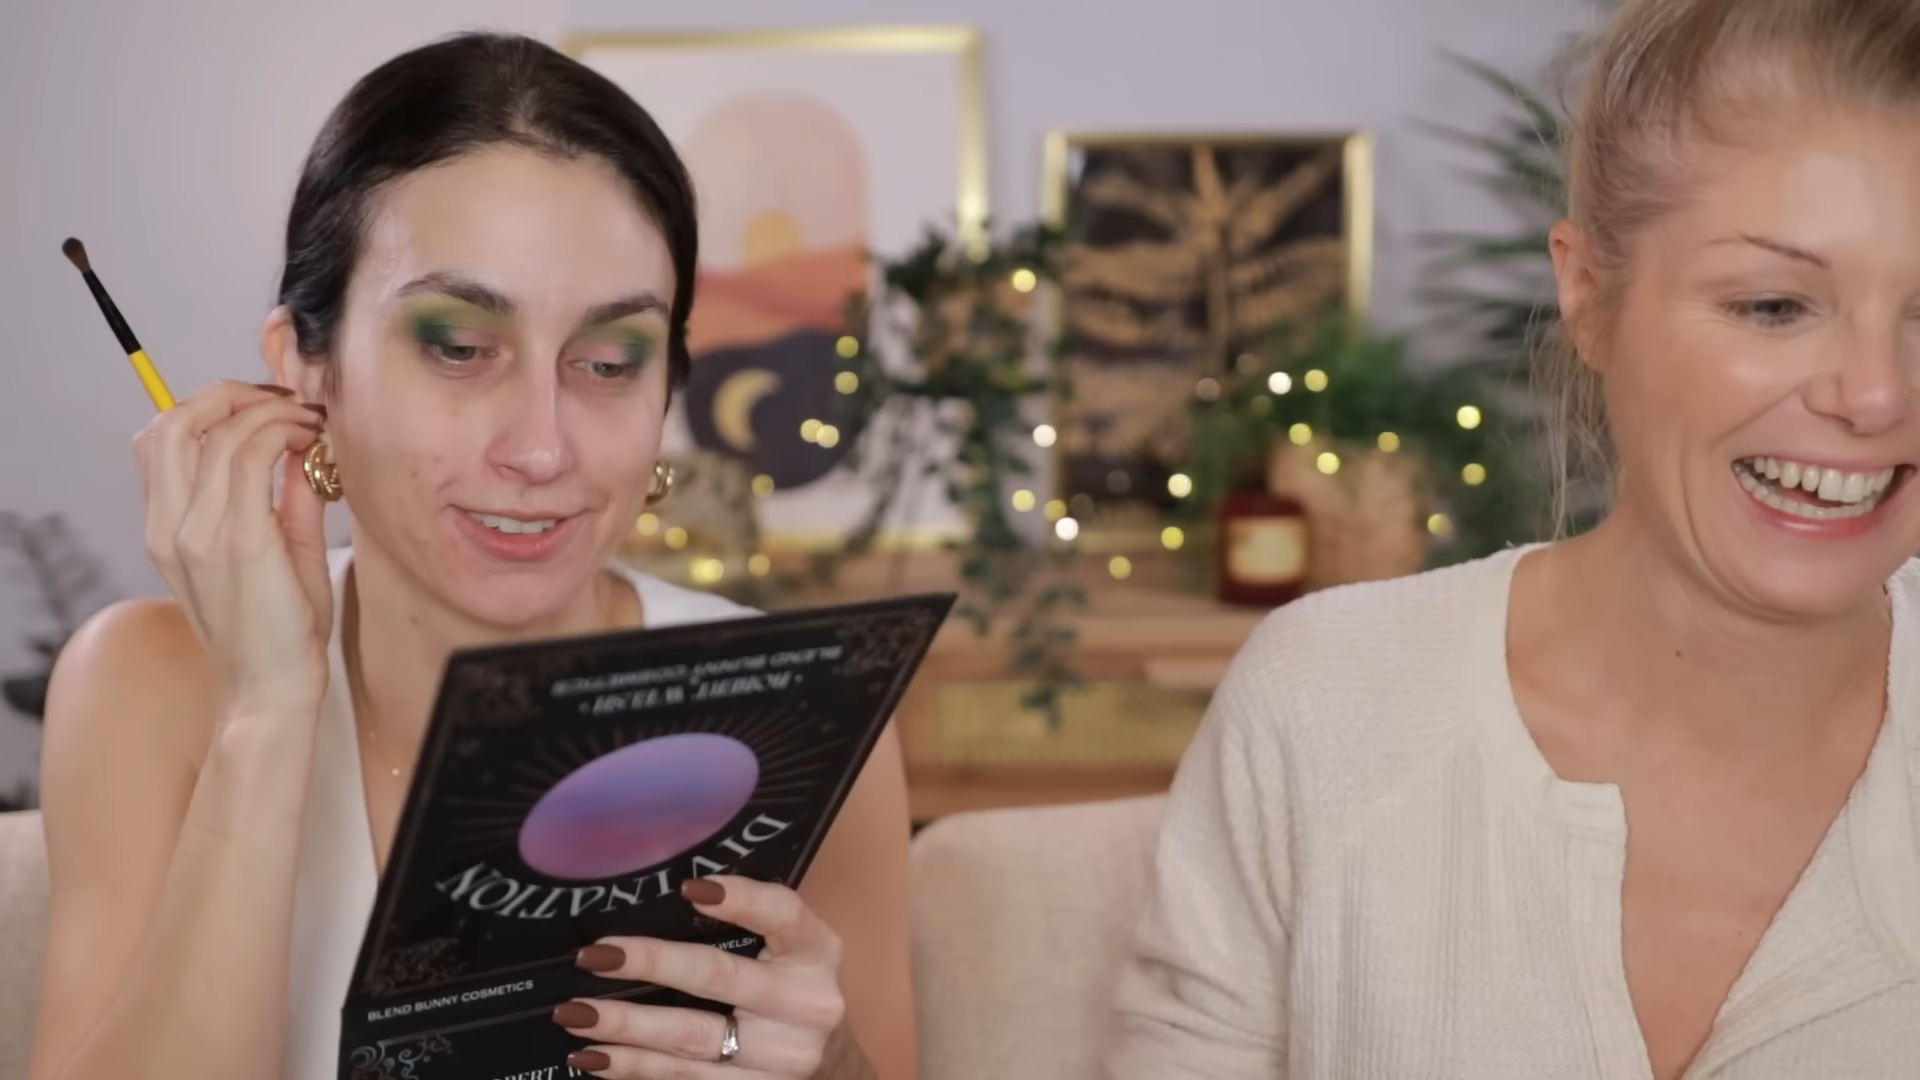 BLEND BUNNY COSMETICS
• ROBERT WELSH •
DIVINATION
WELSH
BLEND BUNNY COSMETICS